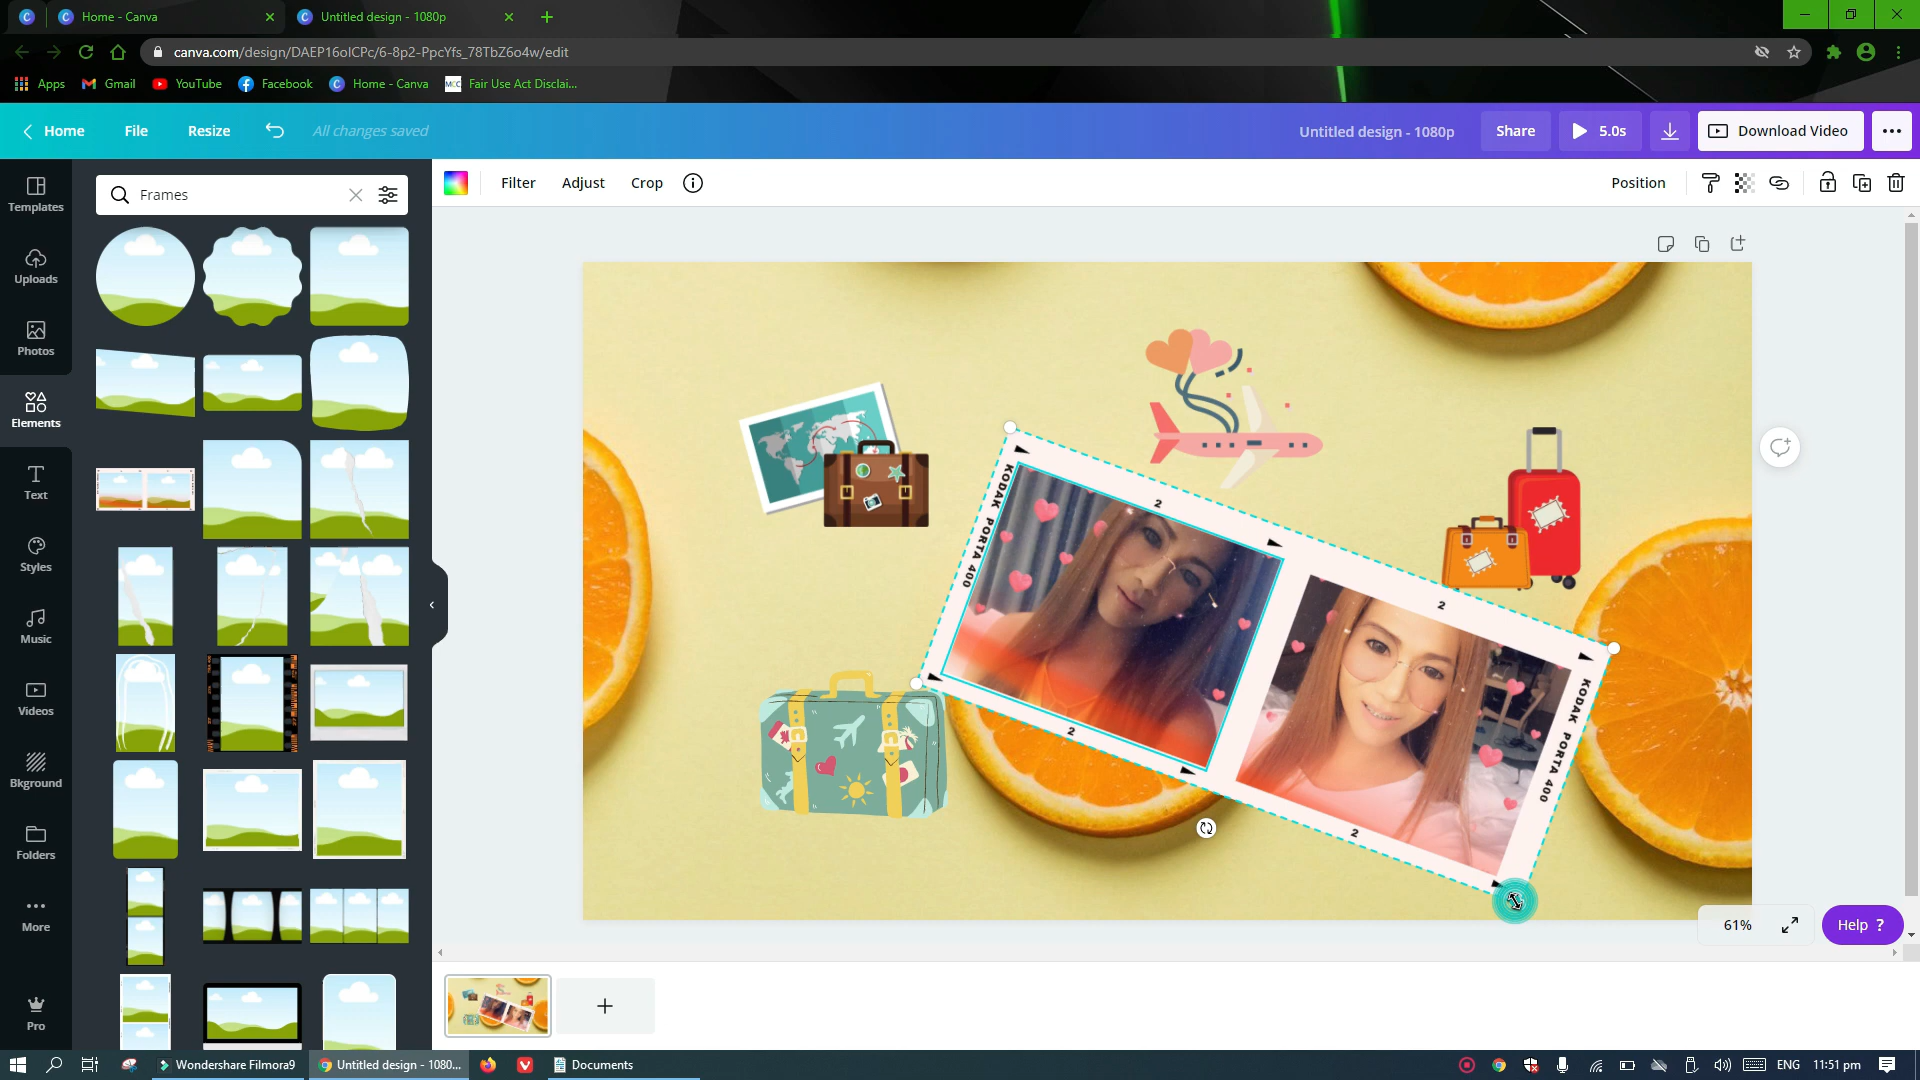 Home - Canva
Untitled design - 1080p
canva.com/design/DAEP16olCPc/6-8p2-PpcYfs_78TbZ6o4w/edit
Apps
Gmail
YouTube
Facebook
Home - Canva
MCC
Fair Use Act Disclai...
Home
File
Resize
All changes saved
Untitled design - 1080p
Share
5.0s
Download Video
Templates
Uploads
Photos
Elements
Text
Styles
Music
Videos
Bkground
Folders
More
Pro
Frames
Filter
Adjust
Crop
Position
KODAK PORTA 400
2
2
2
2
KODAK PORTA 400
61%
Help ?
Wondershare Filmora9
Untitled design - 1080...
Documents
ENG
11:51 pm